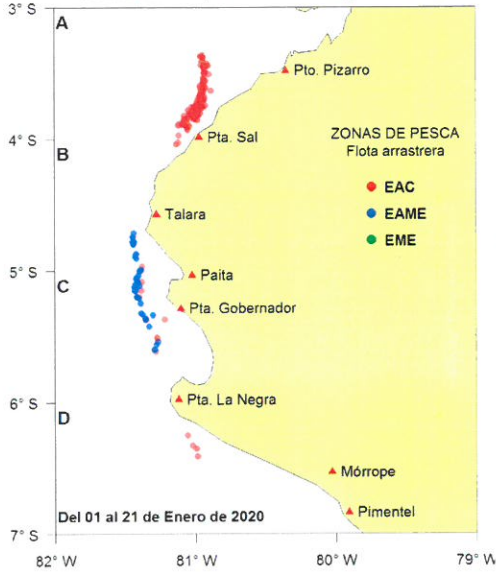 3° S
A
Pto. Pizarro
4° S
Pta. Sal
B
ZONAS DE PESCA
Flota arrastrera
EAC
EAME
EME
Talara
5° S
Paita
C
Pta. Gobernador
6° S
Pta. La Negra
D
Mórrope
Pimentel
Del 01 al 21 de Enero de 2020
7° S
82° W
81° W
80° W
79° W